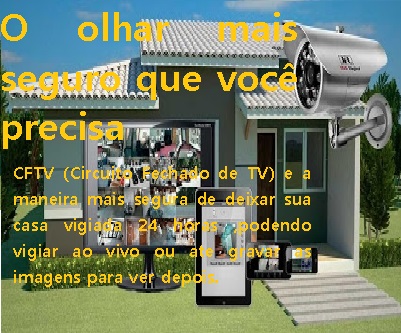 O olhar mais
seguro que você
precisa
CFTV (Circuito Fechado de TV) e a
maneira mais segura de deixar sua
casa vigiada 24 horas podendo
vigiar ao vivo ou ate gravar as
imagens para ver depois.